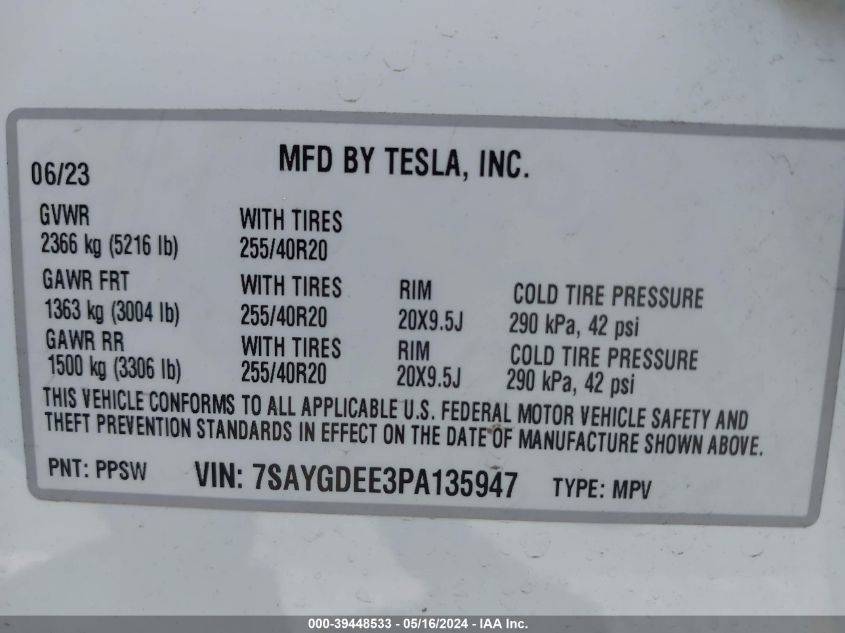 MFD BY TESLA, INC.
06/23
GVWR WITH TIRES
2366 kg (5216 lb) 255/40R20
GAWR FRT WITH TIRES RIM COLD TIRE PRESSURE
1363 kg (3004 lb) 255/40R20 20X9.5J 290 kPa, 42 psi
GAWR RR WITH TIRES RIM COLD TIRE PRESSURE
1500 kg (3306 lb) 255/40R20 20X9.5J 290 kPa, 42 psi
THIS VEHICLE CONFORMS TO ALL APPLICABLE U.S. FEDERAL MOTOR VEHICLE SAFETY AND
THEFT PREVENTION STANDARDS IN EFFECT ON THE DATE OF MANUFACTURE SHOWN ABOVE.
PNT: PPSW VIN: 7SAYGDEE3PA135947 TYPE: MPV
000-39448533 - 05/16/2024 - IAA Inc.